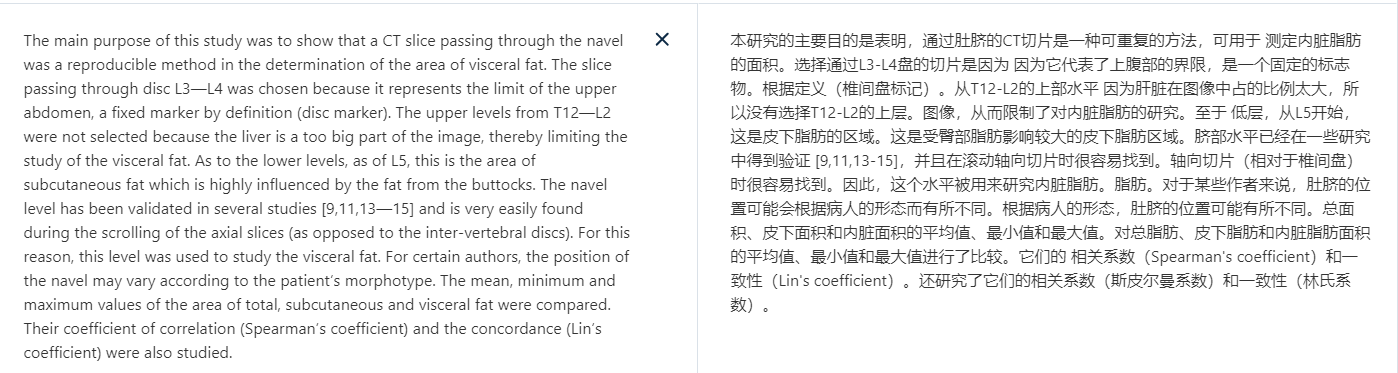 The main purpose of this study was to show that a CT slice passing through the navel
was a reproducible method in the determination of the area of visceral fat. The slice
passing through disc L3—L4 was chosen because it represents the limit of the upper
abdomen, a fixed marker by definition (disc marker). The upper levels from T12—L2
were not selected because the liver is a too big part of the image, thereby limiting the
study of the visceral fat. As to the lower levels, as of L5, this is the area of
subcutaneous fat which is highly influenced by the fat from the buttocks. The navel
level has been validated in several studies [9,11,13—15] and is very easily found
during the scrolling of the axial slices (as opposed to the inter-vertebral discs). For this
reason, this level was used to study the visceral fat. For certain authors, the position of
the navel may vary according to the patient's morphotype. The mean, minimum and
maximum values of the area of total, subcutaneous and visceral fat were compared.
Their coefficient of correlation (Spearman's coefficient) and the concordance (Lin's
coefficient) were also studied.
本研究的主要目的是表明，通过肚脐的CT切片是一种可重复的方法，可用于 测定内脏脂肪
的面积。选择通过L3-L4盘的切片是因为 因为它代表了上腹部的界限，是一个固定的标志
物。根据定义（椎间盘标记）。从T12-L2的上部水平 因为肝脏在图像中占的比例太大，所
以没有选择T12-L2的上层。图像，从而限制了对内脏脂肪的研究。至于 低层，从L5开始，
这是皮下脂肪的区域。这是受臀部脂肪影响较大的皮下脂肪区域。脐部水平已经在一些研究
中得到验证 [9,11,13-15]，并且在滚动轴向切片时很容易找到。轴向切片（相对于椎间盘）
时很容易找到。因此，这个水平被用来研究内脏脂肪。脂肪。对于某些作者来说，肚脐的位
置可能会根据病人的形态而有所不同。根据病人的形态，肚脐的位置可能有所不同。总面
积、皮下面积和内脏面积的平均值、最小值和最大值。对总脂肪、皮下脂肪和内脏脂肪面积
的平均值、最小值和最大值进行了比较。它们的 相关系数（Spearman's coefficient）和一
致性（Lin's coefficient）。还研究了它们的相关系数（斯皮尔曼系数）和一致性（林氏系
数）。